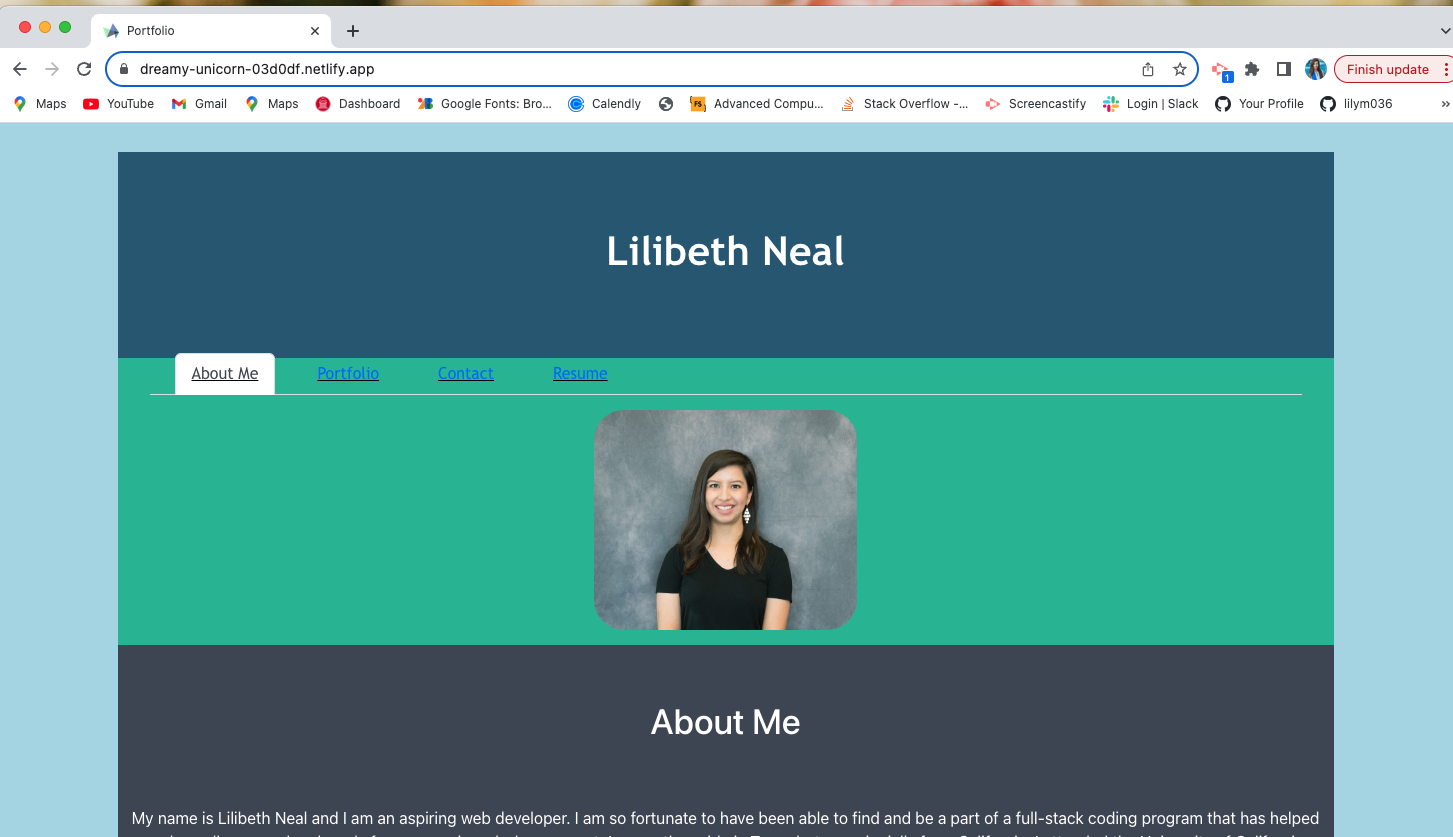 Portfolio
dreamy-unicorn-03d0df.netlify.app
1
Finish update
Maps YouTube Gmail Maps Dashboard Google Fonts: Bro... Calendly FS Advanced Compu... Stack Overflow -... Screencastify Login | Slack Your Profile lilym036 »
Lilibeth Neal
About Me Portfolio Contact Resume
About Me
My name is Lilibeth Neal and I am an aspiring web developer. I am so fortunate to have been able to find and be a part of a full-stack coding program that has helped